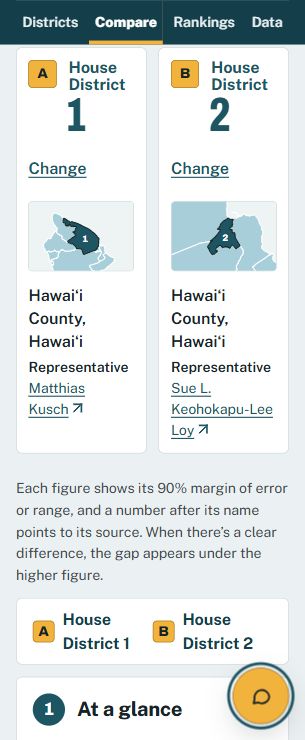 Districts Compare Rankings Data
A House District
1
Change
1
Hawaiʻi
County,
Hawaiʻi
Representative
Matthias
Kusch
B House District
2
Change
2
Hawaiʻi
County,
Hawaiʻi
Representative
Sue L.
Keohokapu-Lee
Loy
Each figure shows its 90% margin of error
or range, and a number after its name
points to its source. When there’s a clear
difference, the gap appears under the
higher figure.
A House District 1
B House District 2
1 At a glance